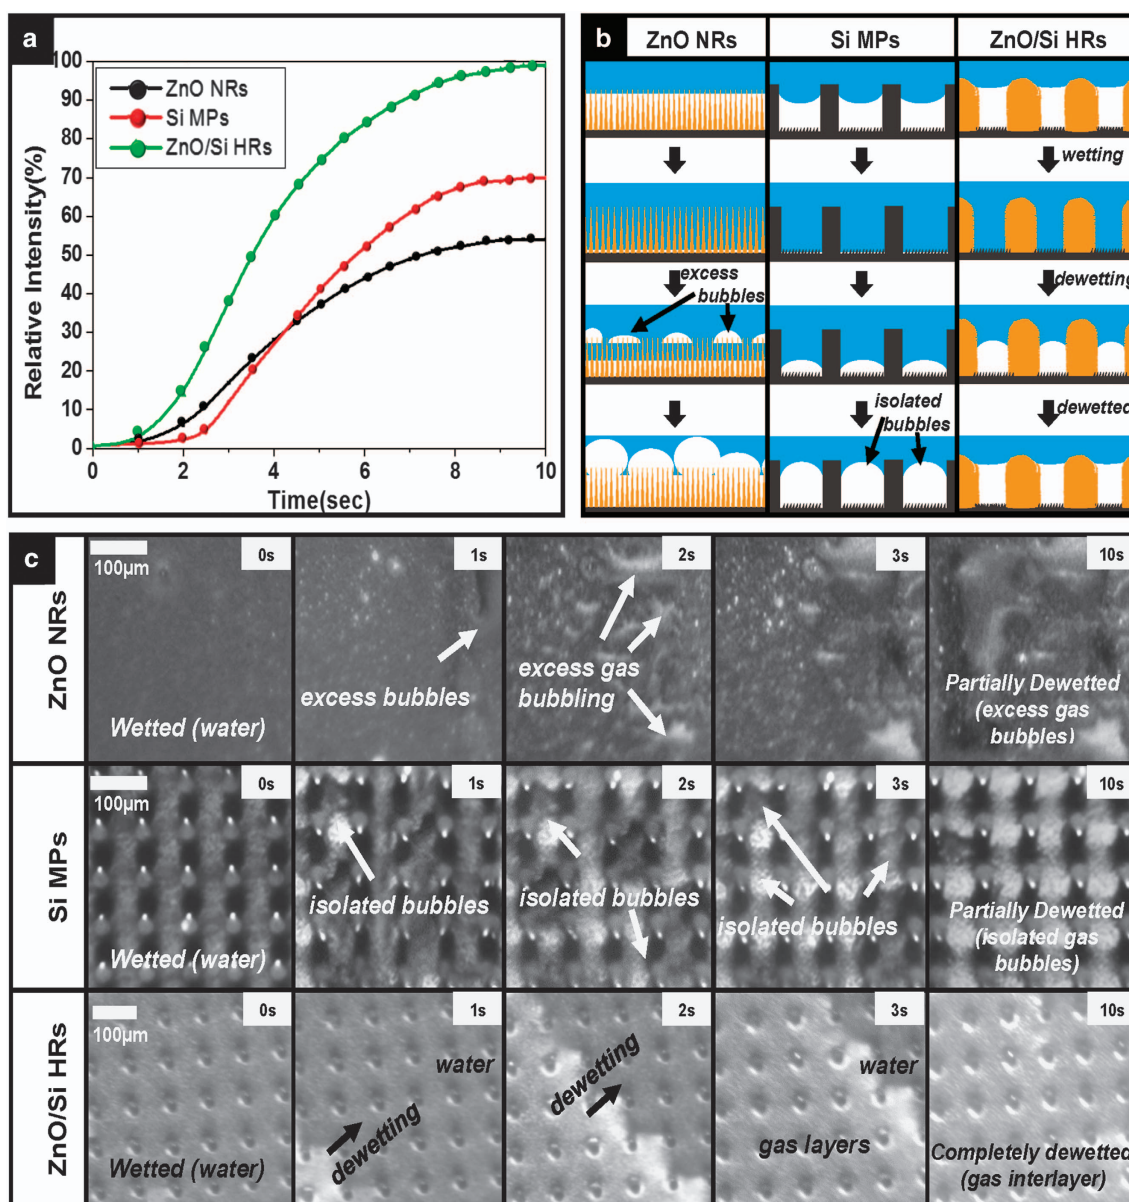 a
100
90
80
70
60
50
40
30
20
10
0
Relative Intensity(%)
ZnO NRs
Si MPs
ZnO/Si HRs
0
2
4
6
8
10
Time(sec)
b
ZnO NRs
Si MPs
ZnO/Si HRs
wetting
dewetting
excess
bubbles
dewetted
isolated
bubbles
c
ZnO NRs
100µm
0s
Wetted (water)
1s
excess bubbles
2s
excess gas
bubbling
3s
10s
Partially Dewetted
(excess gas
bubbles)
Si MPs
100µm
0s
Wetted (water)
1s
isolated bubbles
2s
isolated bubbles
3s
isolated bubbles
10s
Partially Dewetted
(isolated gas
bubbles)
ZnO/Si HRs
100µm
0s
Wetted (water)
1s
water
dewetting
2s
dewetting
3s
water
gas layers
10s
Completely dewetted
(gas interlayer)